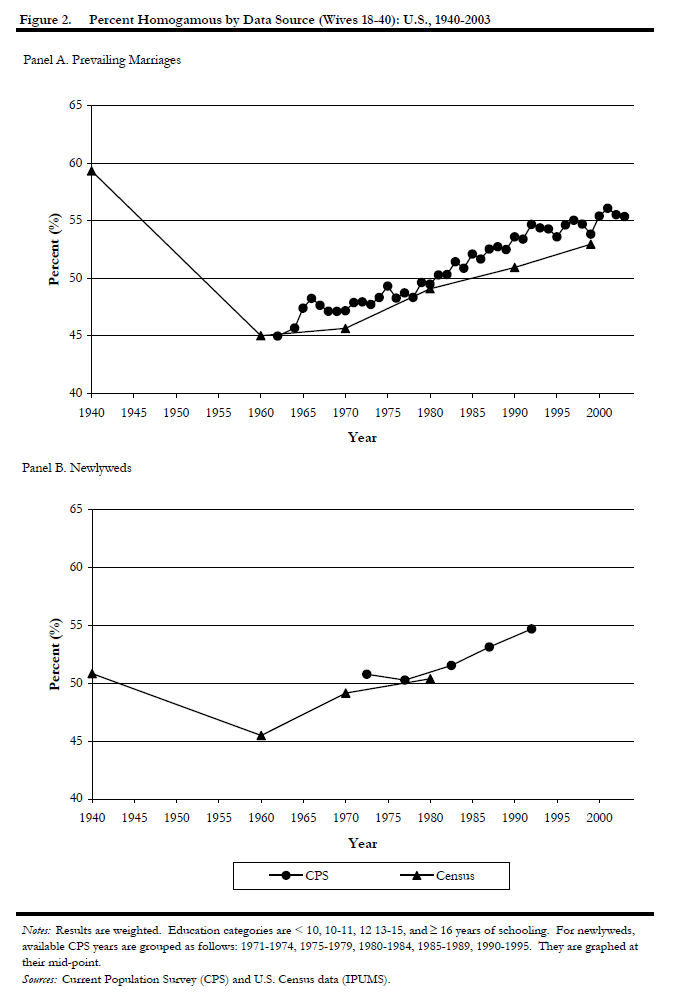 Figure 2. Percent Homogamous by Data Source (Wives 18-40): U.S., 1940-2003
Panel A. Prevailing Marriages
65
60
55
50
45
40
Percent (%)
1940 1945 1950 1955 1960 1965 1970 1975 1980 1985 1990 1995 2000
Year
Panel B. Newlyweds
65
60
55
50
45
40
Percent (%)
1940 1945 1950 1955 1960 1965 1970 1975 1980 1985 1990 1995 2000
Year
CPS Census
Notes: Results are weighted. Education categories are < 10, 10-11, 12 13-15, and ≥ 16 years of schooling. For newlyweds,
available CPS years are grouped as follows: 1971-1974, 1975-1979, 1980-1984, 1985-1989, 1990-1995. They are graphed at
their mid-point.
Sources: Current Population Survey (CPS) and U.S. Census data (IPUMS).